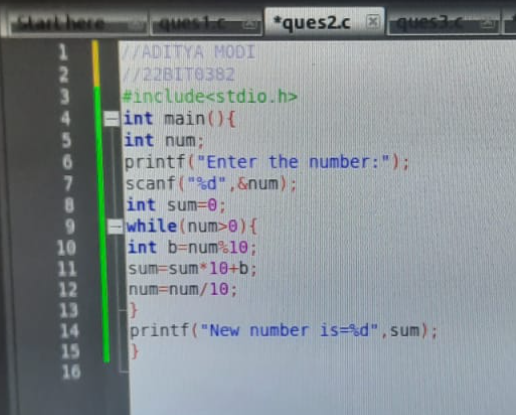 Start here ques1.c *ques2.c ques3.c
1 //ADITYA MODI
2 //22BIT0382
3 #include<stdio.h>
4 int main(){
5 int num;
6 printf("Enter the number:");
7 scanf("%d",&num);
8 int sum=0;
9 while(num>0){
10 int b=num%10;
11 sum=sum*10+b;
12 num=num/10;
13 }
14 printf("New number is=%d",sum);
15 }
16